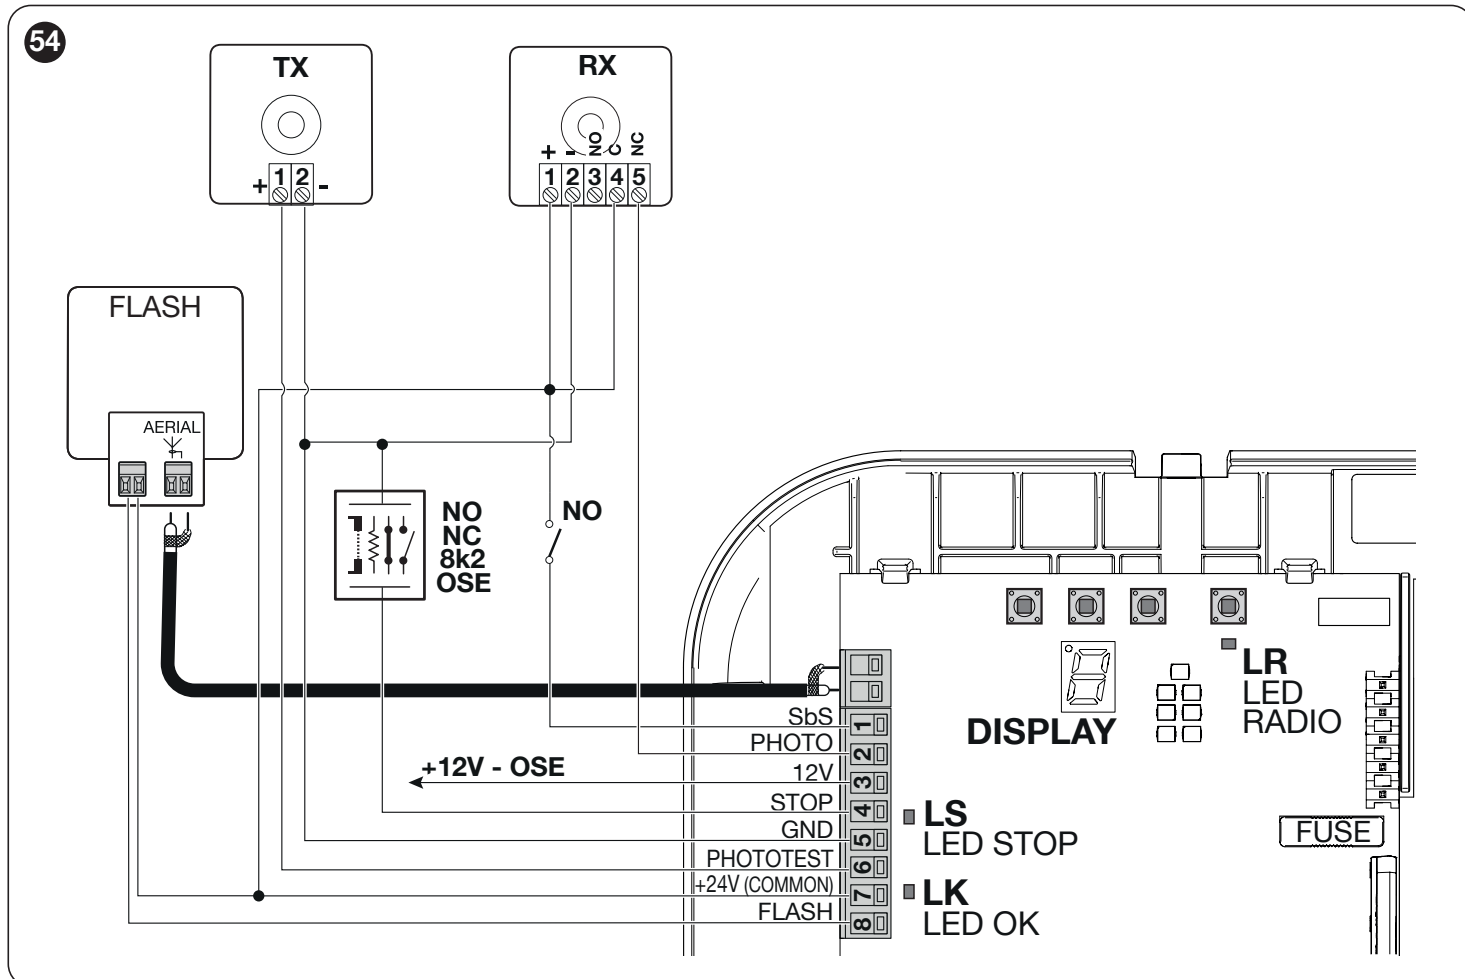 54
TX
+ 1 2 -
RX
+ - NO C NC
1 2 3 4 5
FLASH
AERIAL
NO
NC
8k2
OSE
NO
SbS 1
PHOTO 2
+12V - OSE
12V 3
STOP 4
GND 5
PHOTOTEST 6
+24V (COMMON) 7
FLASH 8
DISPLAY
LR
LED
RADIO
LS
LED STOP
LK
LED OK
FUSE